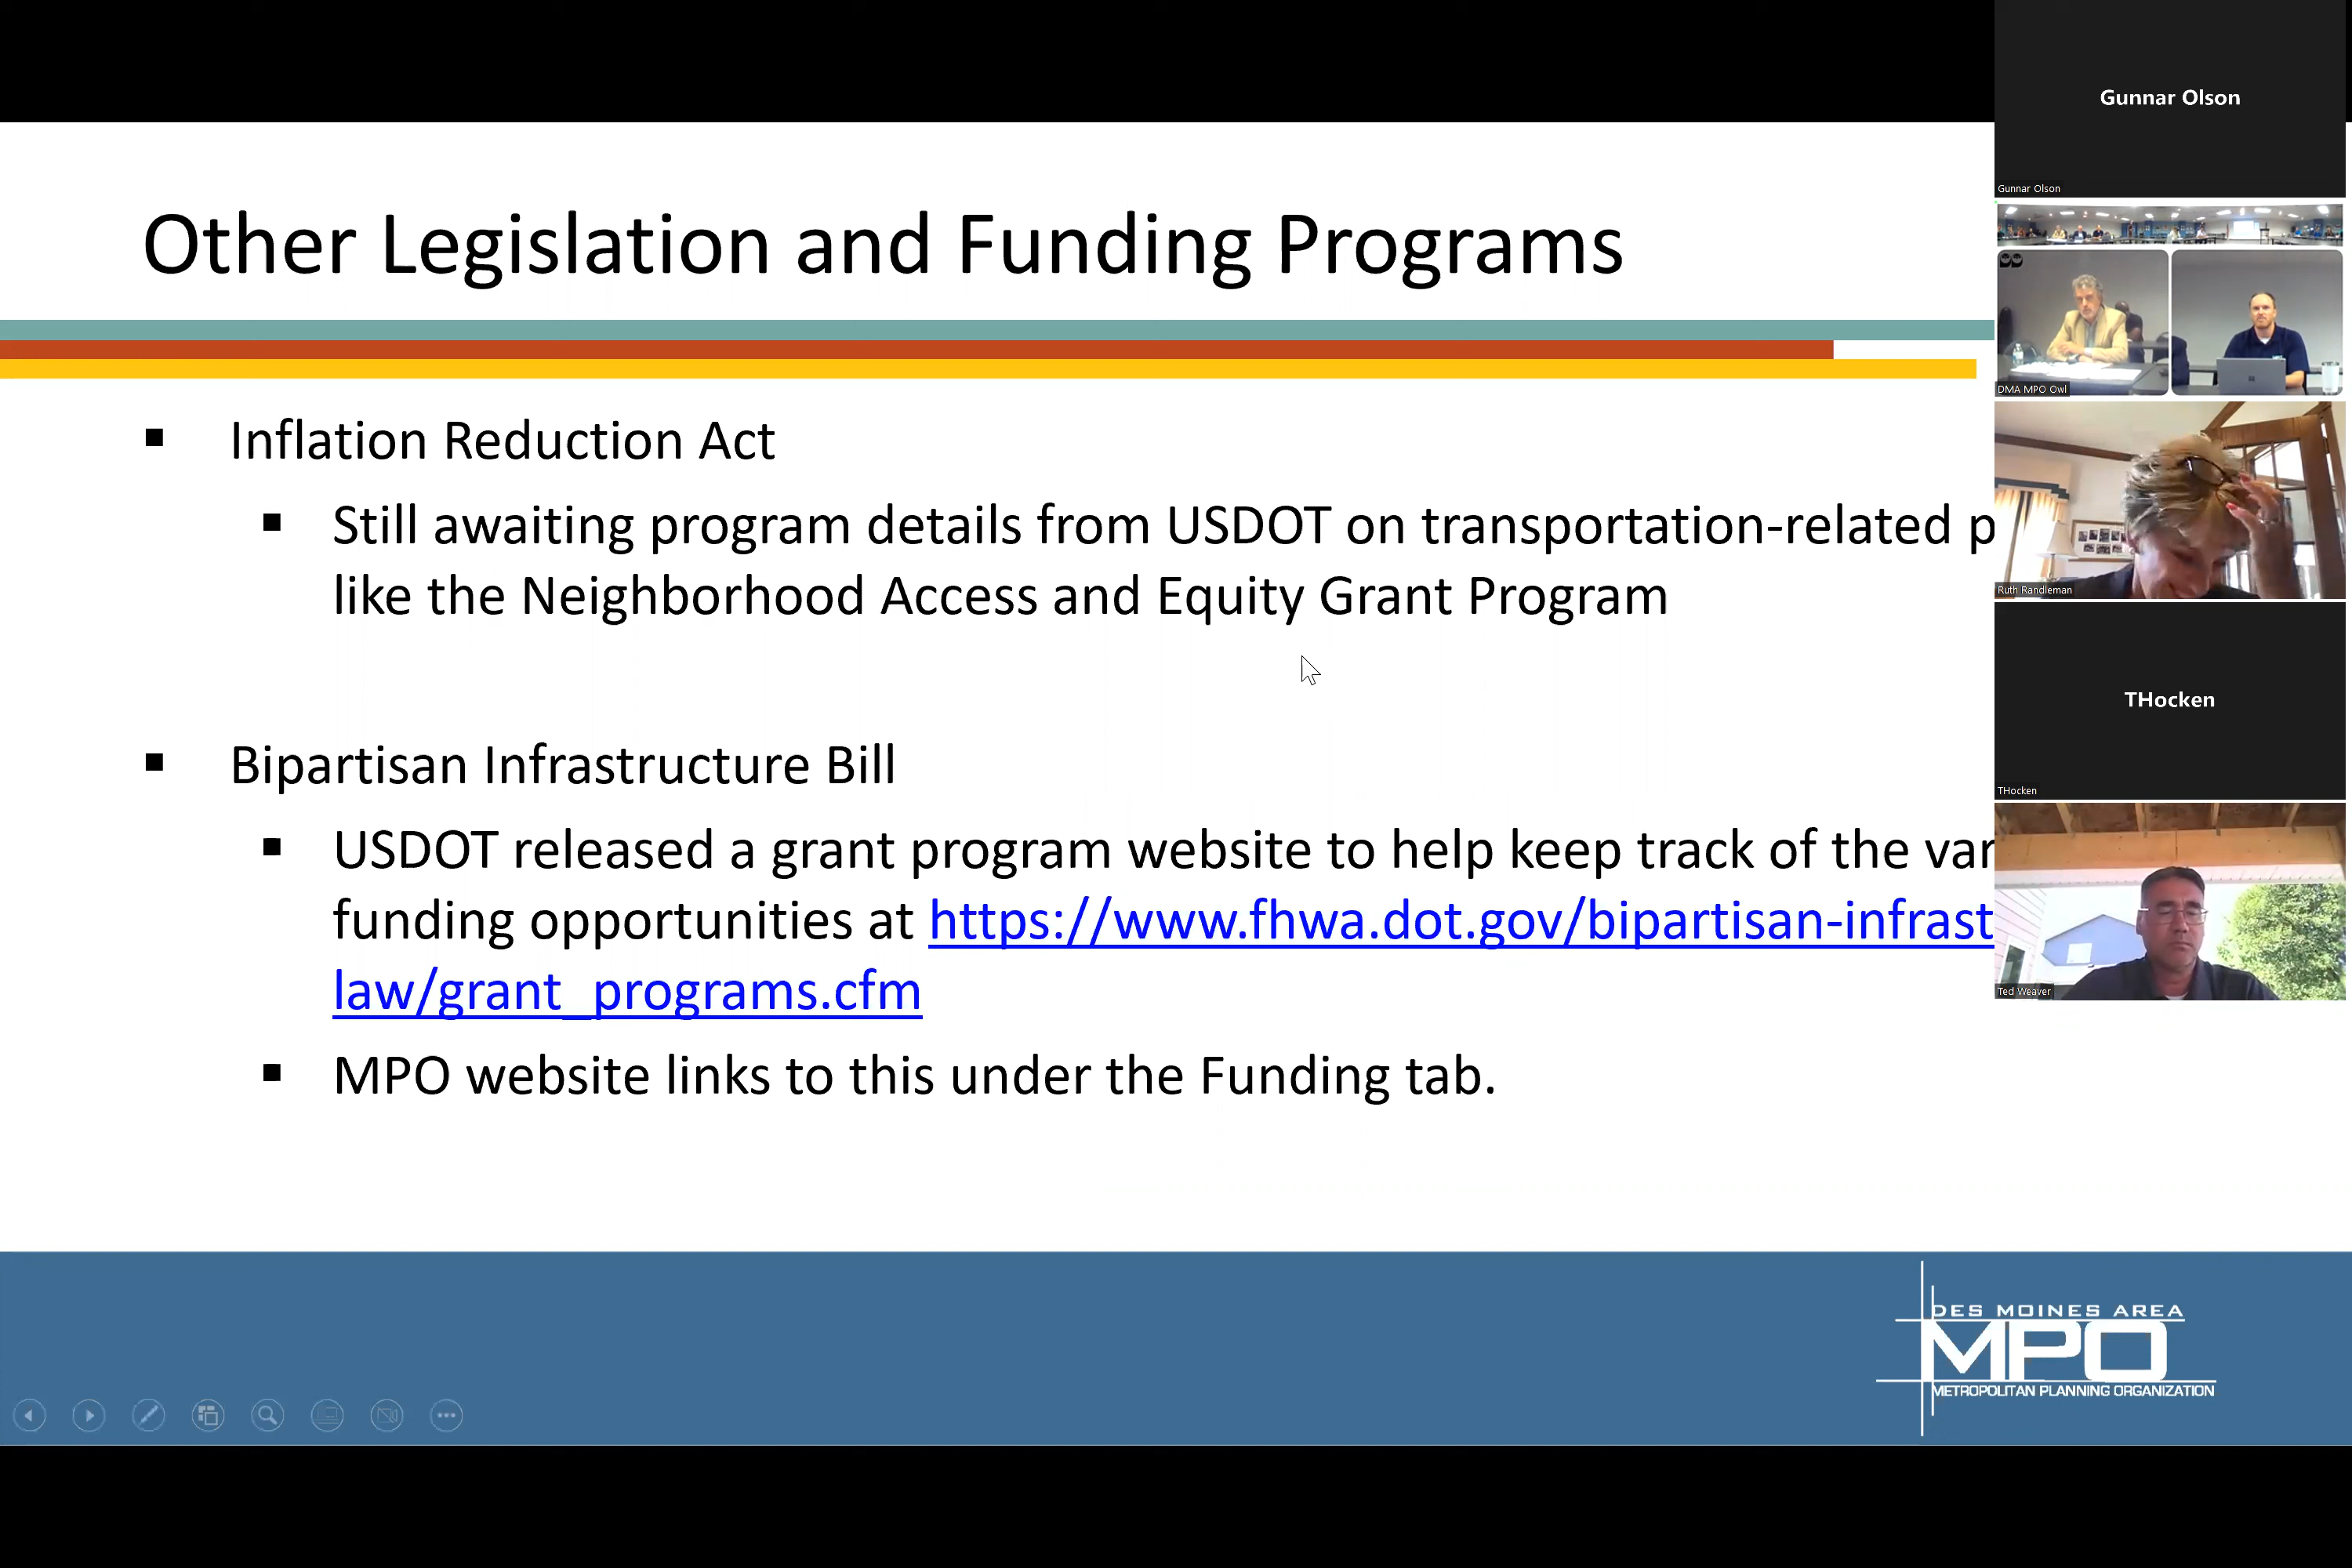 Gunnar Olson
Gunnar Olson
Other Legislation and Funding Programs
DMA MPO Owl
Inflation Reduction Act
Still awaiting program details from USDOT on transportation-related p
like the Neighborhood Access and Equity Grant Program
Ruth Randleman
THocken
THocken
Bipartisan Infrastructure Bill
USDOT released a grant program website to help keep track of the var
funding opportunities at https://www.fhwa.dot.gov/bipartisan-infrast
law/grant_programs.cfm
Ted Weaver
MPO website links to this under the Funding tab.
DES MOINES AREA
MPO
METROPOLITAN PLANNING ORGANIZATION